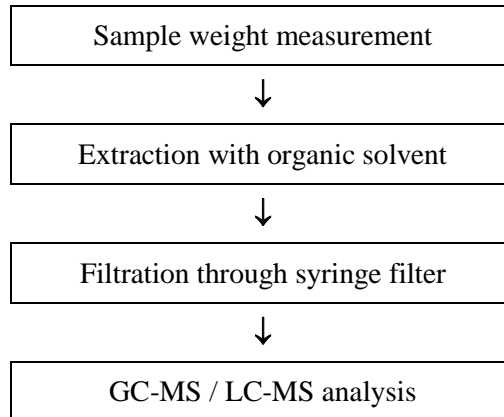 Sample weight measurement
↓
Extraction with organic solvent
↓
Filtration through syringe filter
↓
GC-MS / LC-MS analysis